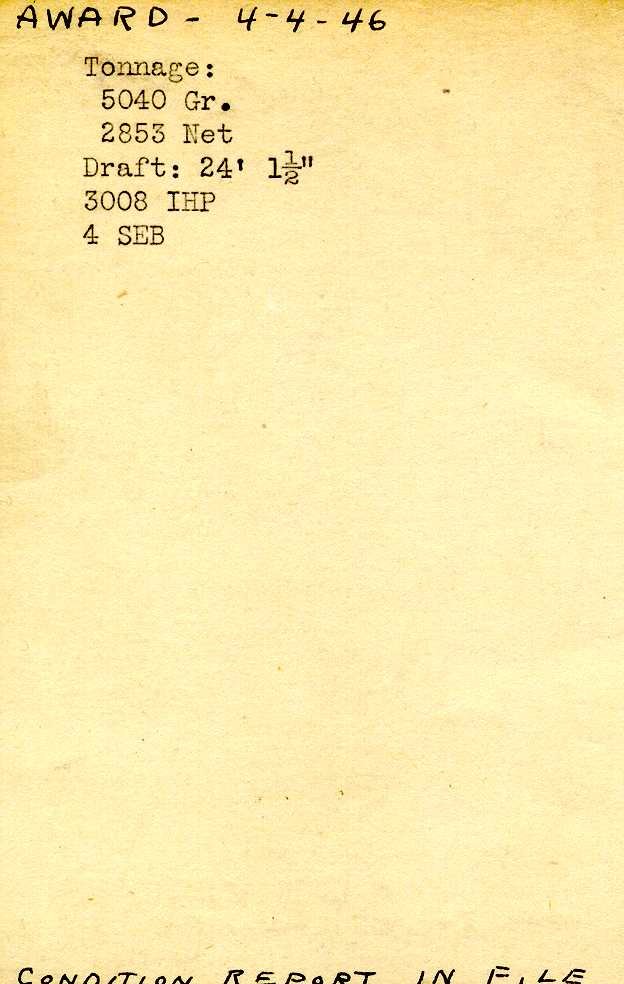 AWARD - 4-4-46
Tonnage:
5040 Gr.
2853 Net
Draft: 24' 1½"
3008 IHP
4 SEB
CONDITION REPORT IN FILE